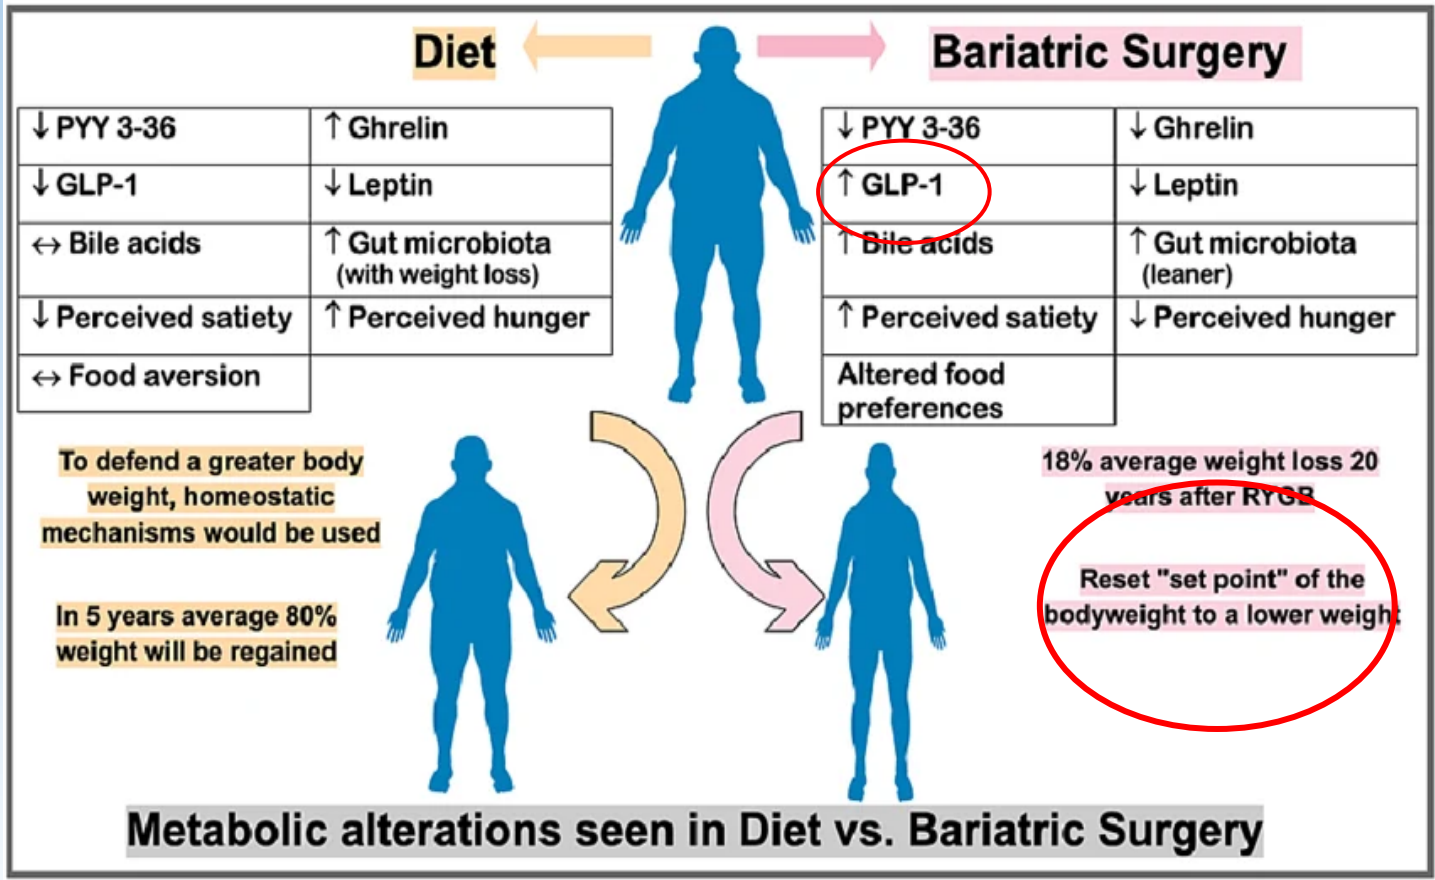 Diet
Bariatric Surgery
↓ PYY 3-36
↑ Ghrelin
↓ GLP-1
↓ Leptin
↔ Bile acids
↑ Gut microbiota
(with weight loss)
↓ Perceived satiety
↑ Perceived hunger
↔ Food aversion
↓ PYY 3-36
↓ Ghrelin
↑ GLP-1
↓ Leptin
↑ Bile acids
↑ Gut microbiota
(leaner)
↑ Perceived satiety
↓ Perceived hunger
Altered food
preferences
To defend a greater body
weight, homeostatic
mechanisms would be used
In 5 years average 80%
weight will be regained
18% average weight loss 20
years after RYGB
Reset "set point" of the
bodyweight to a lower weight
Metabolic alterations seen in Diet vs. Bariatric Surgery